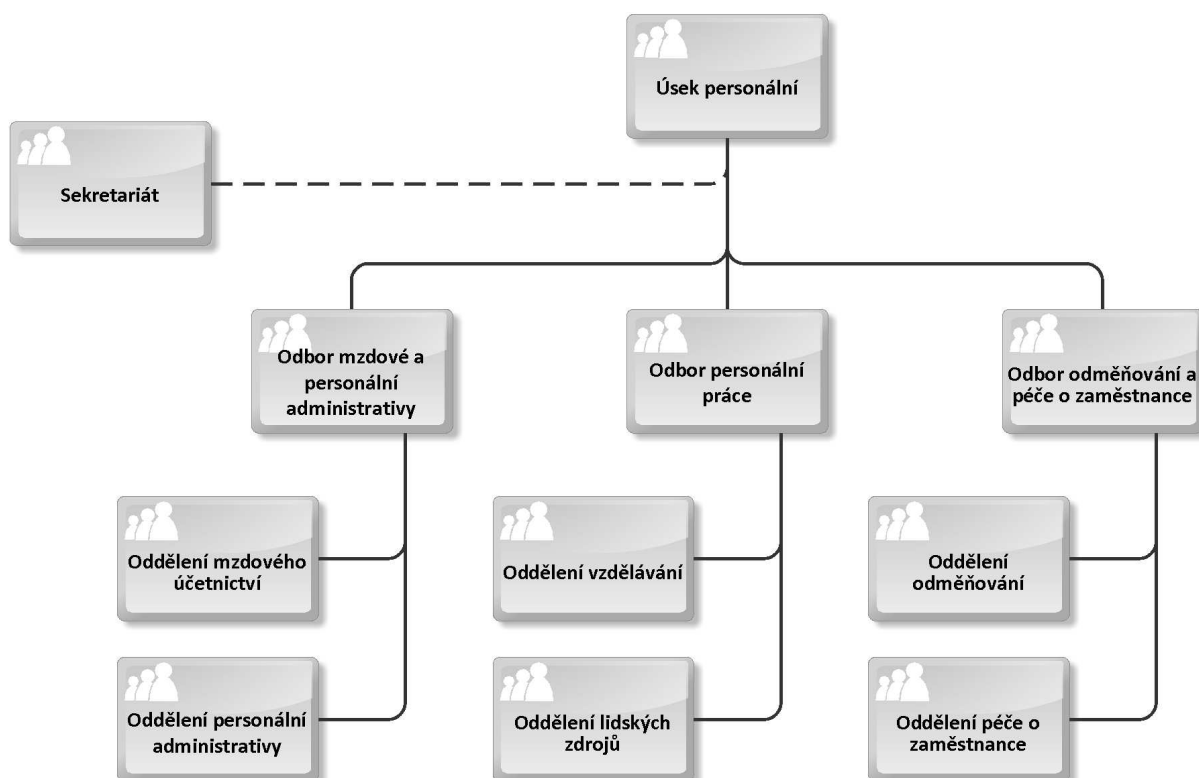 Úsek personální
Sekretariát
Odbor mzdové a
personální
administrativy
Odbor personální
práce
Odbor odměňování a
péče o zaměstnance
Oddělení mzdového
účetnictví
Oddělení vzdělávání
Oddělení
odměňování
Oddělení personální
administrativy
Oddělení lidských
zdrojů
Oddělení péče o
zaměstnance